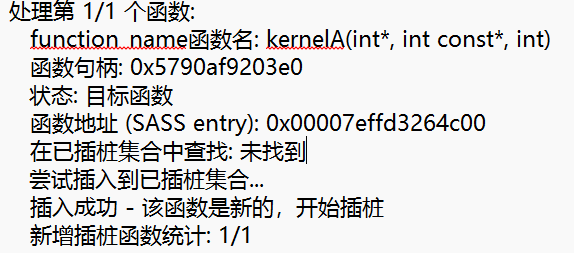 处理第 1/1 个函数:
function_name函数名: kernelA(int*, int const*, int)
函数句柄: 0x5790af9203e0
状态: 目标函数
函数地址 (SASS entry): 0x00007effd3264c00
在已插桩集合中查找: 未找到
尝试插入到已插桩集合...
插入成功 - 该函数是新的，开始插桩
新增插桩函数统计: 1/1